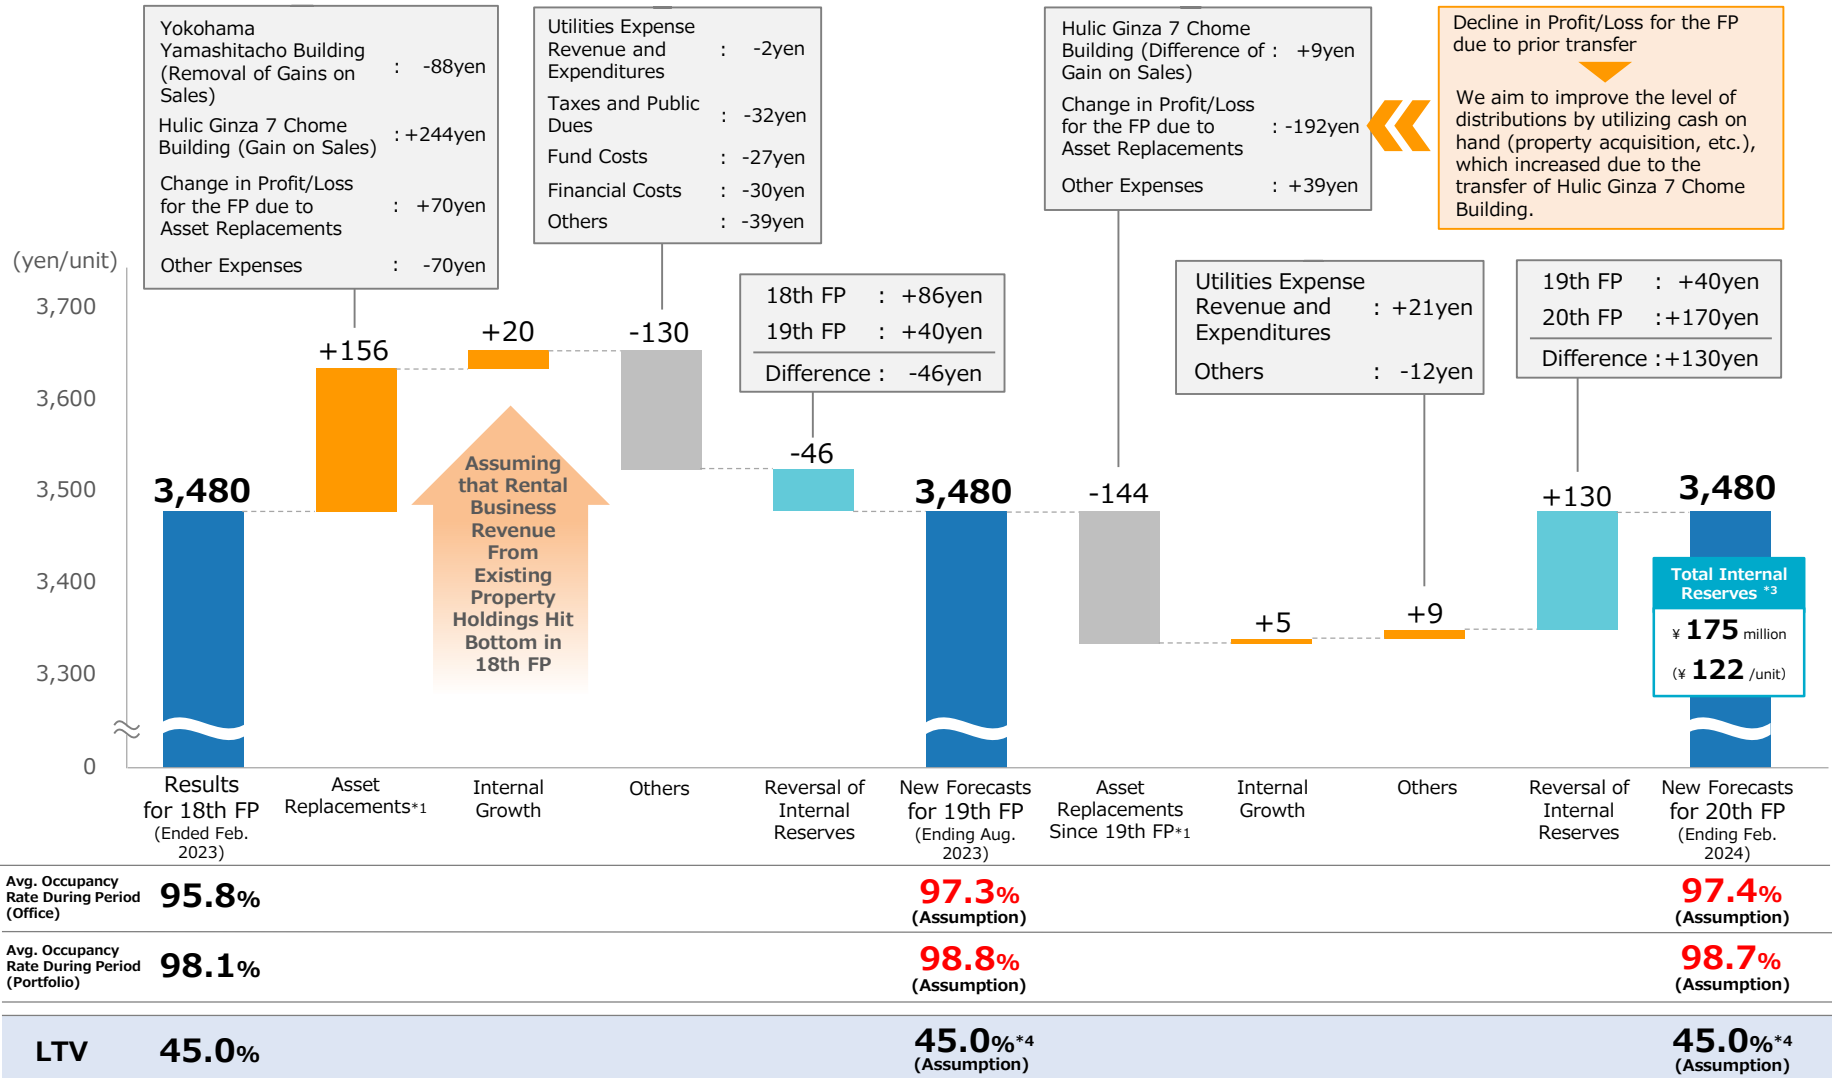 Yokohama
Yamashitacho Building
(Removal of Gains on
Sales)
: -88yen
Hulic Ginza 7 Chome
Building (Gain on Sales)
: +244yen
Change in Profit/Loss
for the FP due to
Asset Replacements
: +70yen
Other Expenses : -70yen
Utilities Expense
Revenue and
Expenditures
: -2yen
Taxes and Public
Dues
: -32yen
Fund Costs : -27yen
Financial Costs : -30yen
Others : -39yen
Hulic Ginza 7 Chome
Building (Difference of
Gain on Sales)
: +9yen
Change in Profit/Loss
for the FP due to
Asset Replacements
: -192yen
Other Expenses : +39yen
Decline in Profit/Loss for the FP
due to prior transfer
We aim to improve the level of
distributions by utilizing cash on
hand (property acquisition, etc.),
which increased due to the
transfer of Hulic Ginza 7 Chome
Building.
18th FP : +86yen
19th FP : +40yen
Difference : -46yen
Utilities Expense
Revenue and
Expenditures
: +21yen
Others : -12yen
19th FP : +40yen
20th FP : +170yen
Difference : +130yen
(yen/unit)
3,700
3,600
3,500
3,400
3,300
0
3,480
+156
+20
-130
-46
3,480
-144
+5
+9
+130
3,480
Assuming
that Rental
Business
Revenue
From
Existing
Property
Holdings Hit
Bottom in
18th FP
Total Internal
Reserves *3
¥ 175 million
(¥ 122 /unit)
Results
for 18th FP
(Ended Feb.
2023)
Asset
Replacements*1
Internal
Growth
Others
Reversal of
Internal
Reserves
New Forecasts
for 19th FP
(Ending Aug.
2023)
Asset
Replacements
Since 19th FP*1
Internal
Growth
Others
Reversal of
Internal
Reserves
New Forecasts
for 20th FP
(Ending Feb.
2024)
Avg. Occupancy
Rate During Period
(Office)
95.8%
97.3%
(Assumption)
97.4%
(Assumption)
Avg. Occupancy
Rate During Period
(Portfolio)
98.1%
98.8%
(Assumption)
98.7%
(Assumption)
LTV
45.0%
45.0%*4
(Assumption)
45.0%*4
(Assumption)